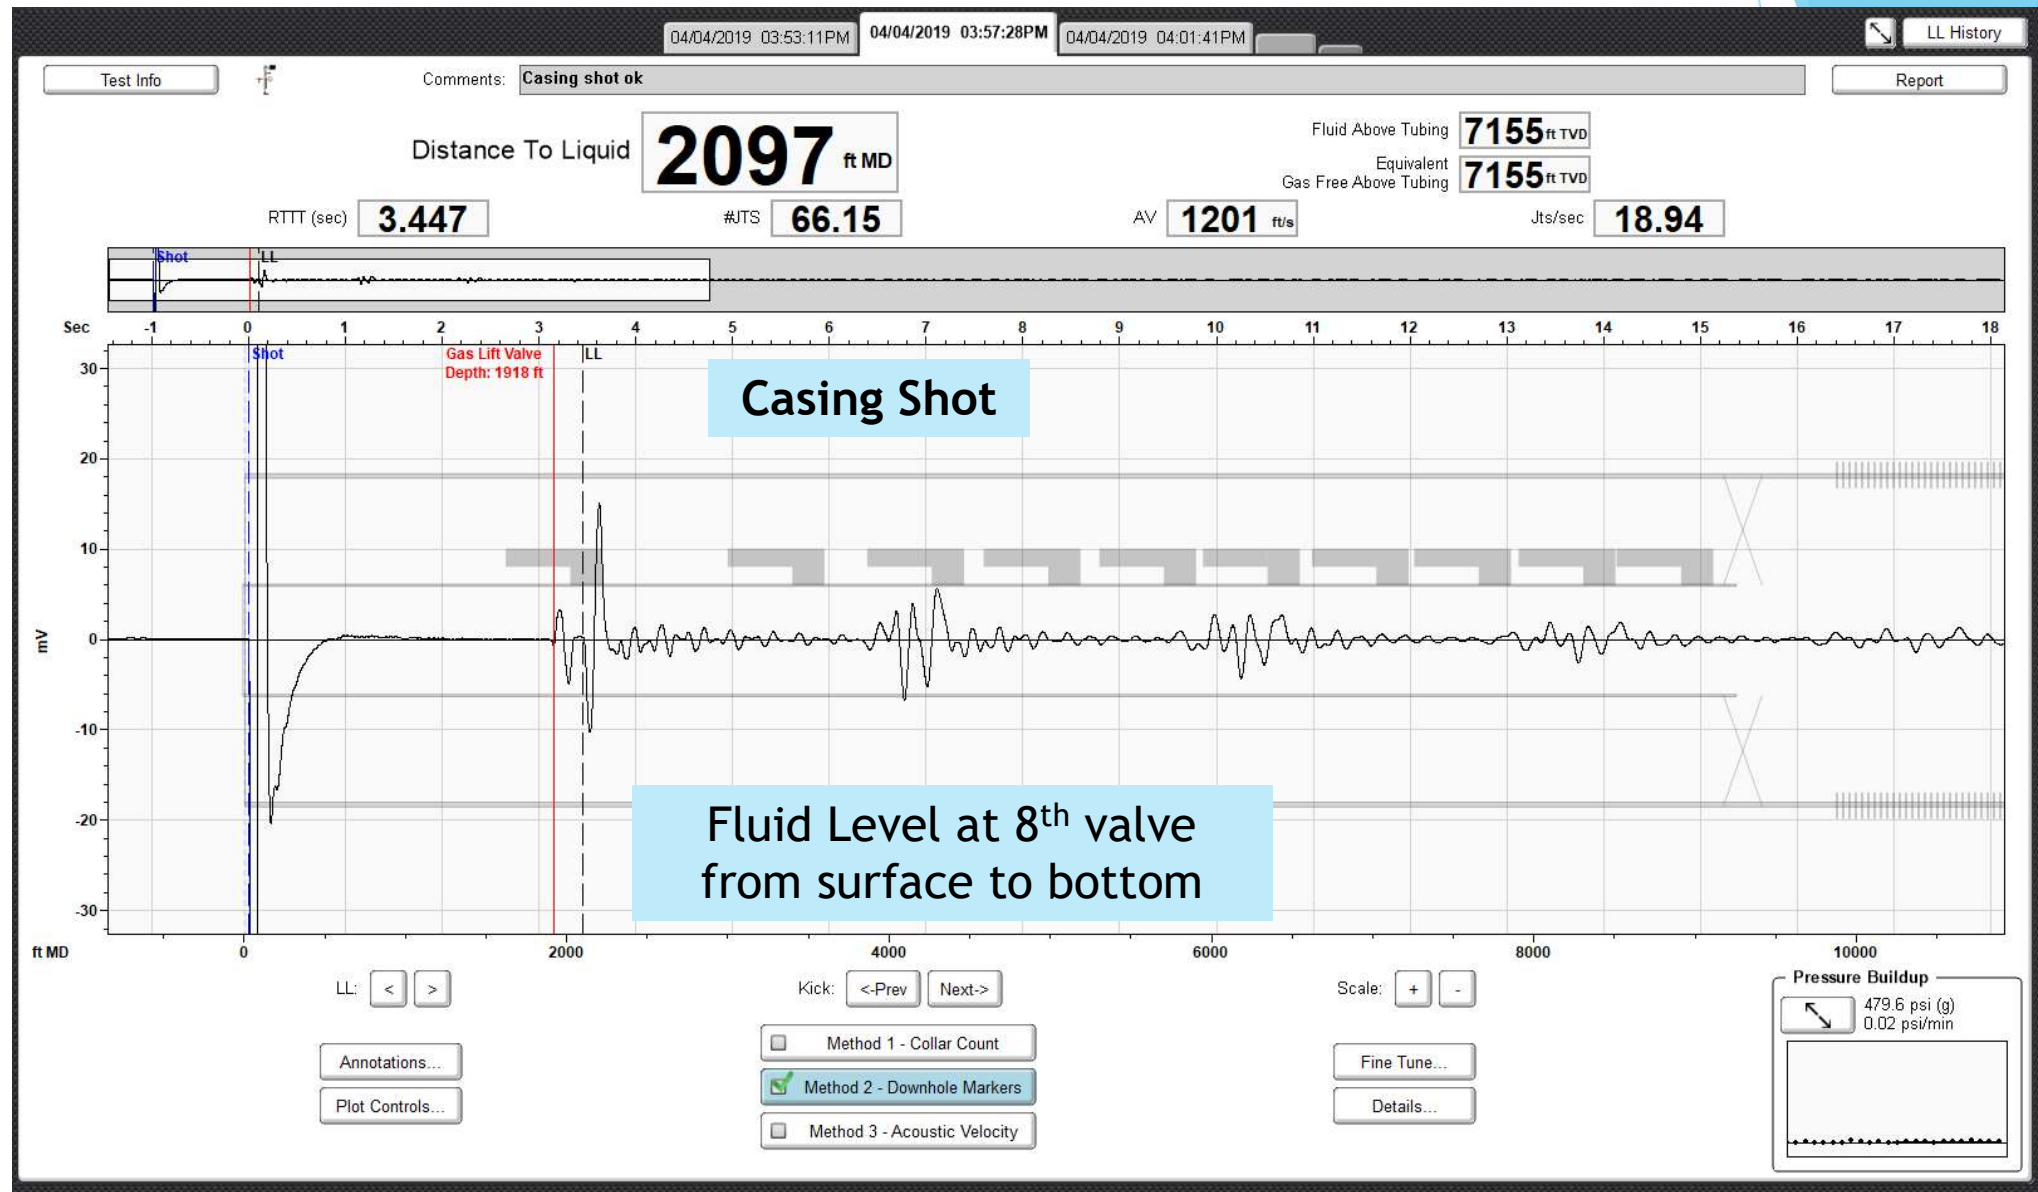 04/04/2019 03:53:11PM
04/04/2019 03:57:28PM
04/04/2019 04:01:41PM
LL History
Test Info
Comments: Casing shot ok
Report
Distance To Liquid 2097 ft MD
Fluid Above Tubing 7155 ft TVD
Equivalent
Gas Free Above Tubing 7155 ft TVD
RTTT (sec) 3.447
#JTS 66.15
AV 1201 ft/s
Jts/sec 18.94
Shot
LL
Sec -1 0 1 2 3 4 5 6 7 8 9 10 11 12 13 14 15 16 17 18
Shot
Gas Lift Valve
Depth: 1918 ft
LL
Casing Shot
30
20
10
0
-10
-20
-30
mV
Fluid Level at 8th valve
from surface to bottom
ft MD 0 2000 4000 6000 8000 10000
LL: < >
Kick: <-Prev Next->
Scale: + -
Annotations...
Plot Controls...
Method 1 - Collar Count
Method 2 - Downhole Markers
Method 3 - Acoustic Velocity
Fine Tune...
Details...
Pressure Buildup
479.6 psi (g)
0.02 psi/min